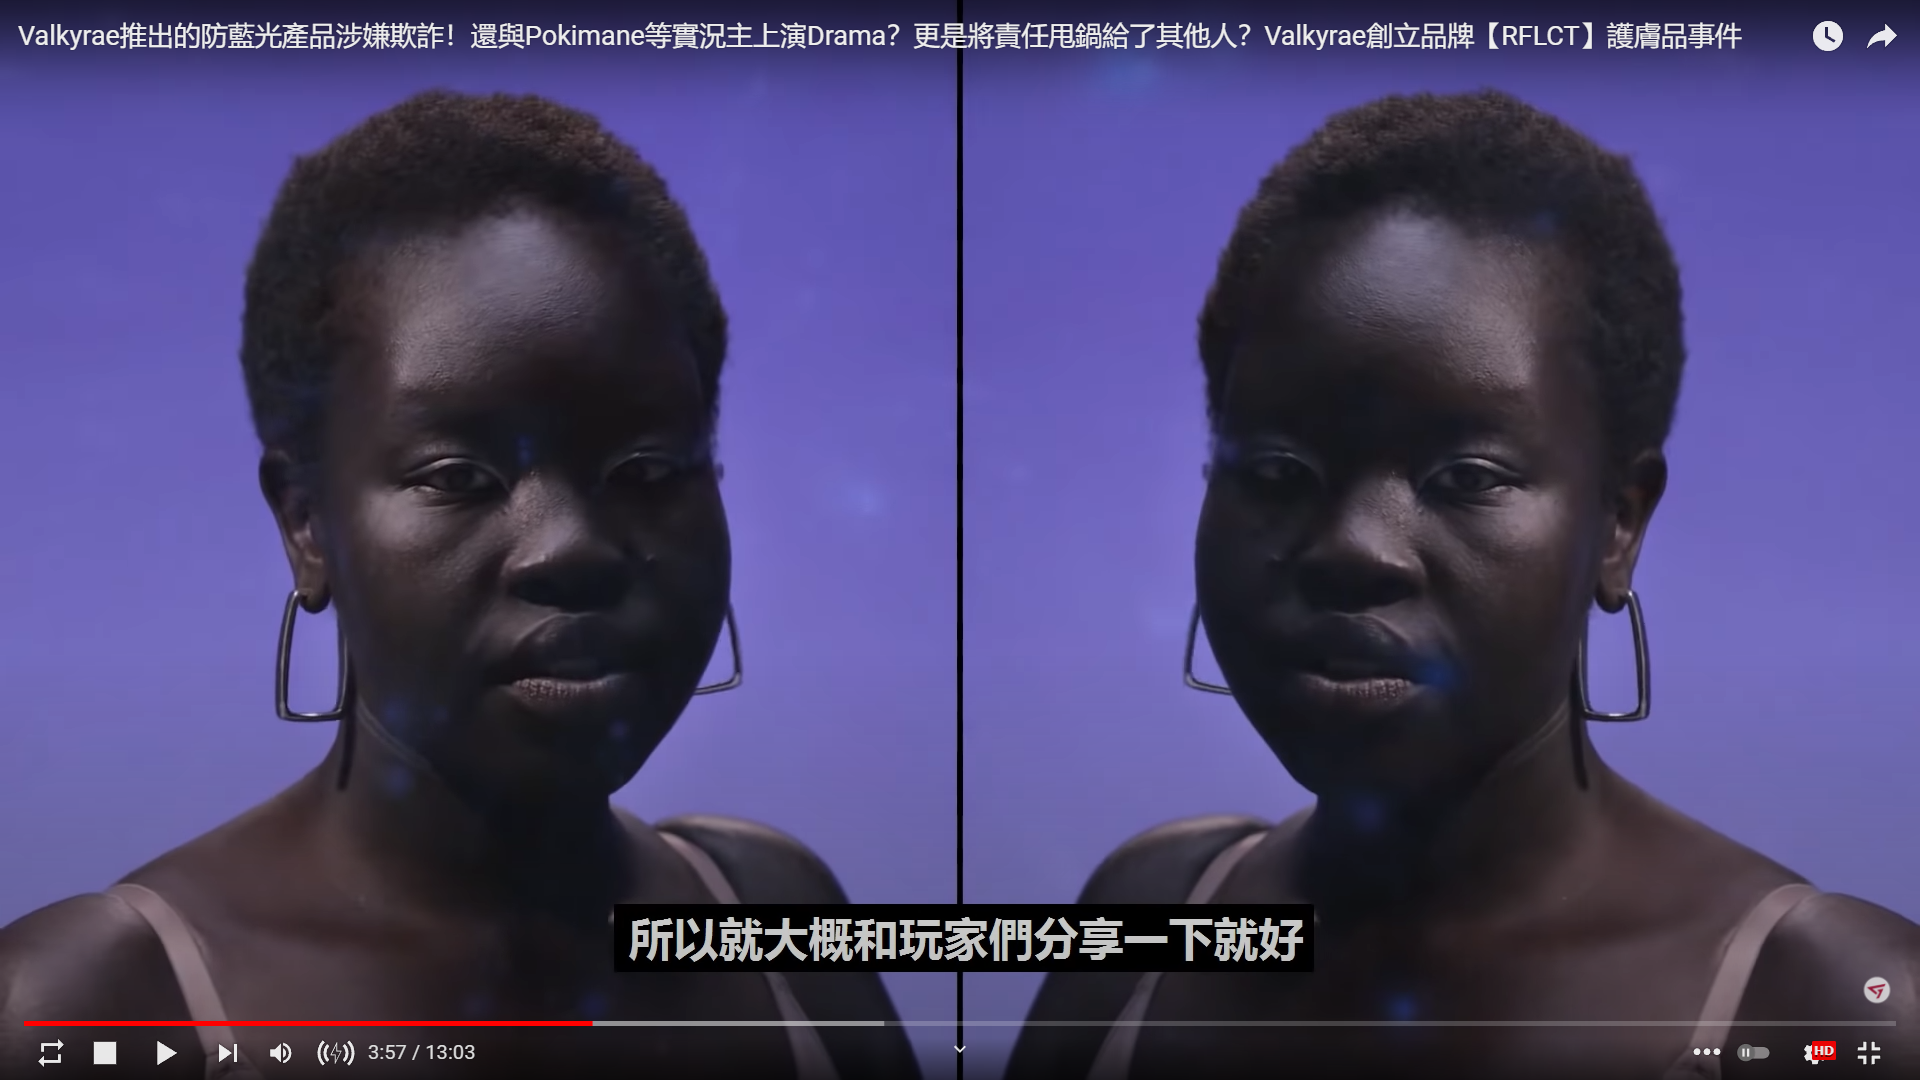 Valkyrae推出的防藍光產品涉嫌欺詐！還與Pokimane等實況主上演Drama？更是將責任甩鍋給了其他人？Valkyrae創立品牌【RFLCT】護膚品事件
所以就大概和玩家們分享一下就好
3:57 / 13:03
HD